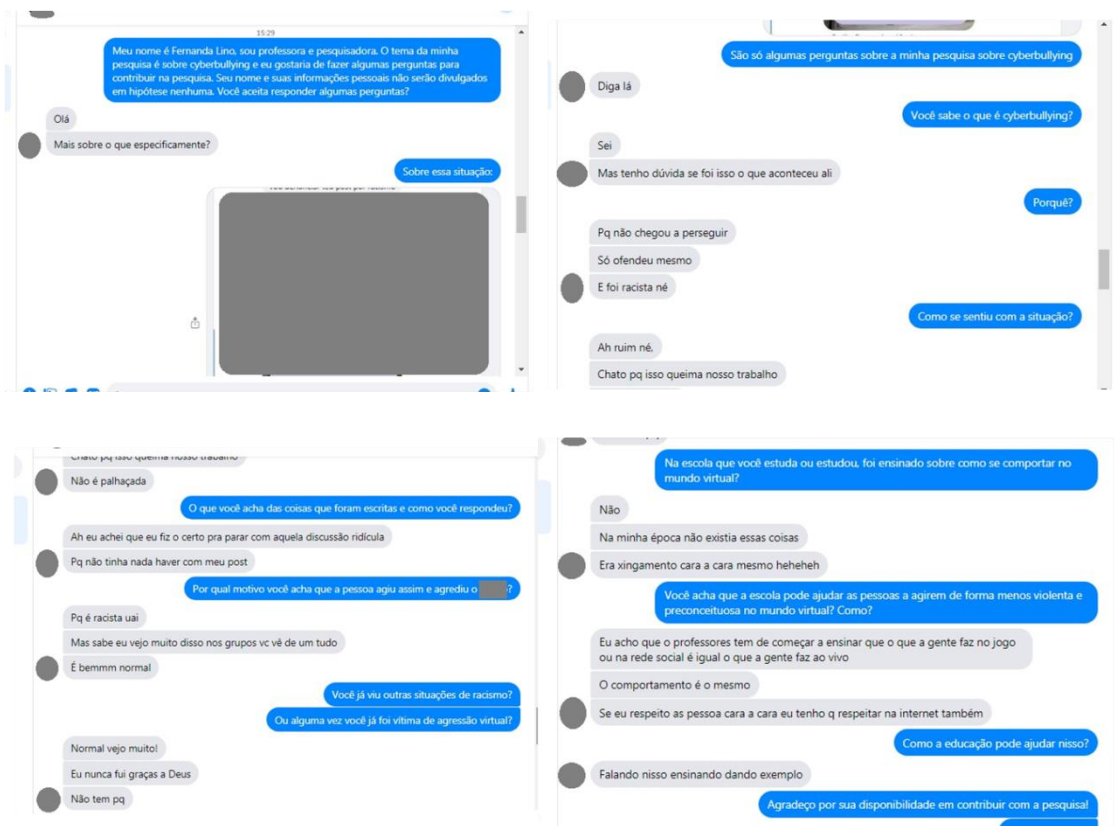 15:29
Meu nome é Fernanda Lino, sou professora e pesquisadora. O tema da minha
pesquisa é sobre cyberbullying e eu gostaria de fazer algumas perguntas para
contribuir na pesquisa. Seu nome e suas informações pessoais não serão divulgados
em hipótese nenhuma. Você aceita responder algumas perguntas?
Olá
Mais sobre o que especificamente?
Sobre essa situação:
São só algumas perguntas sobre a minha pesquisa sobre cyberbullying
Diga lá
Você sabe o que é cyberbullying?
Sei
Mas tenho dúvida se foi isso o que aconteceu ali
Porquê?
Pq não chegou a perseguir
Só ofendeu mesmo
E foi racista né
Como se sentiu com a situação?
Ah ruim né,
Chato pq isso queima nosso trabalho
Chato pq isso queima nosso trabalho
Não é palhaçada
O que você acha das coisas que foram escritas e como você respondeu?
Ah eu achei que eu fiz o certo pra parar com aquela discussão ridícula
Pq não tinha nada haver com meu post
Por qual motivo você acha que a pessoa agiu assim e agrediu o ?
Pq é racista uai
Mas sabe eu vejo muito disso nos grupos vc vê de um tudo
É bemmm normal
Você já viu outras situações de racismo?
Ou alguma vez você já foi vítima de agressão virtual?
Normal vejo muito!
Eu nunca fui graças a Deus
Não tem pq
Na escola que você estuda ou estudou, foi ensinado sobre como se comportar no
mundo virtual?
Não
Na minha época não existia essas coisas
Era xingamento cara a cara mesmo heheheh
Você acha que a escola pode ajudar as pessoas a agirem de forma menos violenta e
preconceituosa no mundo virtual? Como?
Eu acho que o professores tem de começar a ensinar que o que a gente faz no jogo
ou na rede social é igual o que a gente faz ao vivo
O comportamento é o mesmo
Se eu respeito as pessoa cara a cara eu tenho q respeitar na internet também
Como a educação pode ajudar nisso?
Falando nisso ensinando dando exemplo
Agradeço por sua disponibilidade em contribuir com a pesquisa!